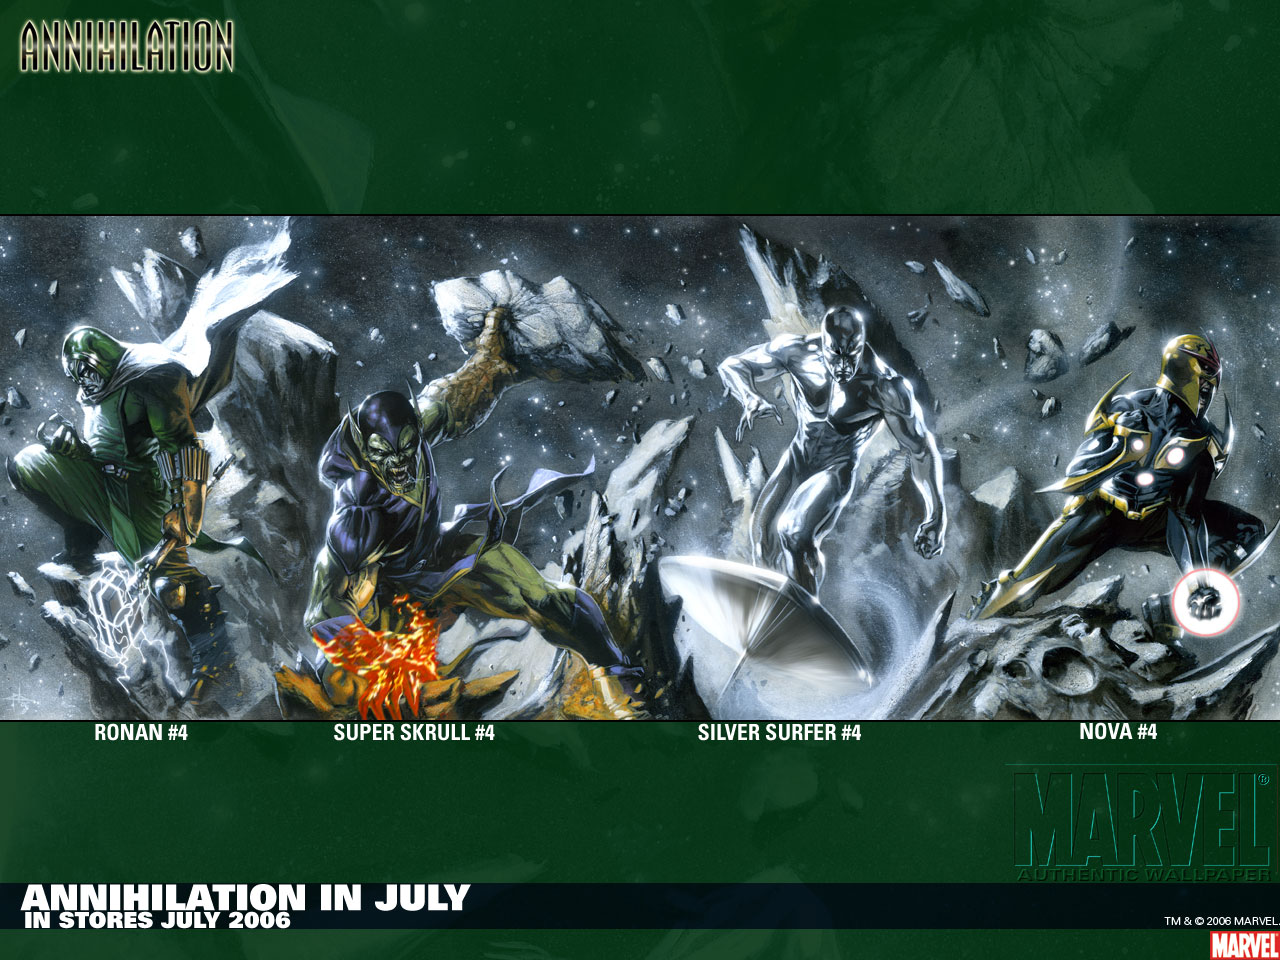 ANNIHILATION
RONAN #4
SUPER SKRULL #4
SILVER SURFER #4
NOVA #4
MARVEL®
AUTHENTIC WALLPAPER
ANNIHILATION IN JULY
IN STORES JULY 2006
TM & © 2006 MARVEL.
MARVEL